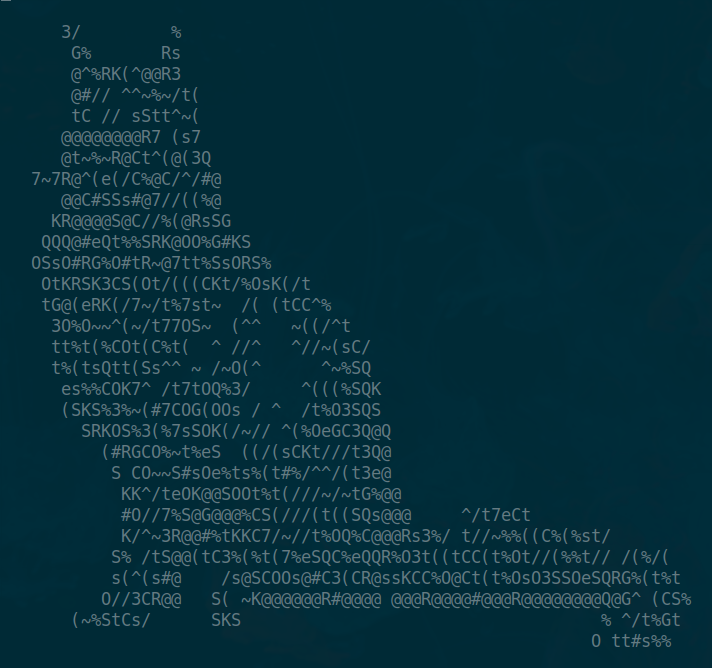 3/         %
G%       Rs
@^%RK(^@@R3
@#// ^^~%~/t(
tC // sStt^~(
@@@@@@@@R7 (s7
@t~%~R@Ct^(@(3Q
7~7R@^(e(/C%@C/^/#@
@@C#SSs#@7//((%@
KR@@@@S@C//%(@RsSG
QQQ@#eQt%%SRK@OO%G#KS
OSsO#RG%O#tR~@7tt%SsORS%
OtKRSK3CS(Ot/(((CKt/%OsK(/t
tG@(eRK(/7~/t%7st~  /( (tCC^%
3O%O~~^(~/t77OS~  (^^   ~((/^t
tt%t(%COt(C%t(  ^ //^   ^//~(sC/
t%(tsQtt(Ss^^ ~ /~O(^      ^~%SQ
es%%COK7^ /t7tOQ%3/     ^(((%SQK
(SKS%3%~(#7COG(OOs / ^  /t%O3SQS
SRKOS%3(%7sSOK(/~// ^(%OeGC3Q@Q
(#RGCO%~t%eS  ((/(sCKt///t3Q@
S CO~~S#sOe%ts%(t#%/^^/(t3e@
KK^/teOK@@SOOt%t(///~/~tG%@@
#O//7%S@G@@@%CS(///(t((SQs@@@     ^/t7eCt
K/^~3R@@#%tKKC7/~//t%OQ%C@@@Rs3%/ t//~%%((C(%st/
S% /tS@@(tC3%(%t(7%eSQC%eQQR%O3t((tCC(t%Ot//(%%t// /(%/(
s(^(s#@    /s@SCOOs@#C3(CR@ssKCC%O@Ct(t%OsO3SSOeSQRG%(t%t
O//3CR@@   S( ~K@@@@@@R#@@@@ @@@R@@@@#@@@R@@@@@@@@Q@G^ (CS%
(~%StCs/      SKS                                    % ^/t%Gt
O tt#s%%